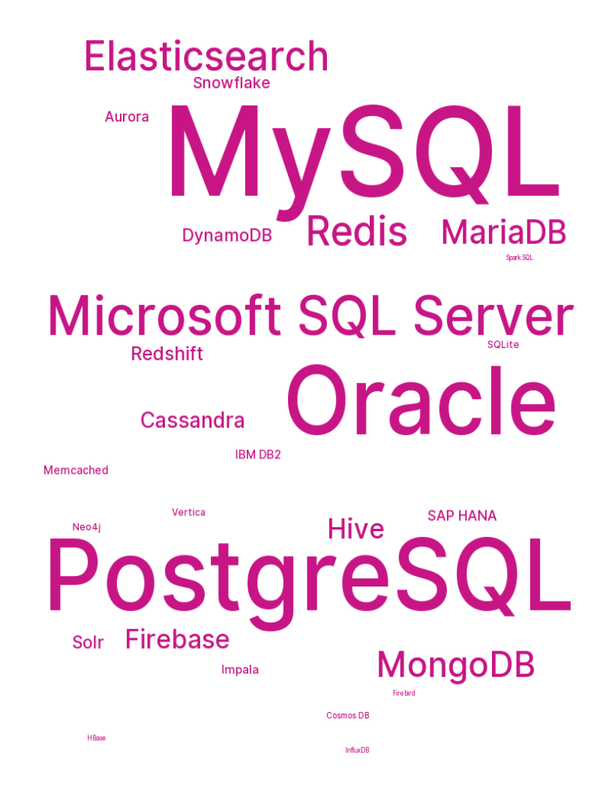 Elasticsearch
Snowflake
Aurora
MySQL
DynamoDB
Redis
MariaDB
Spark SQL
Microsoft SQL Server
SQLite
Redshift
Oracle
Cassandra
IBM DB2
Memcached
Vertica
SAP HANA
Neo4j
Hive
PostgreSQL
Solr
Firebase
Impala
MongoDB
Firebird
Cosmos DB
HBase
InfluxDB